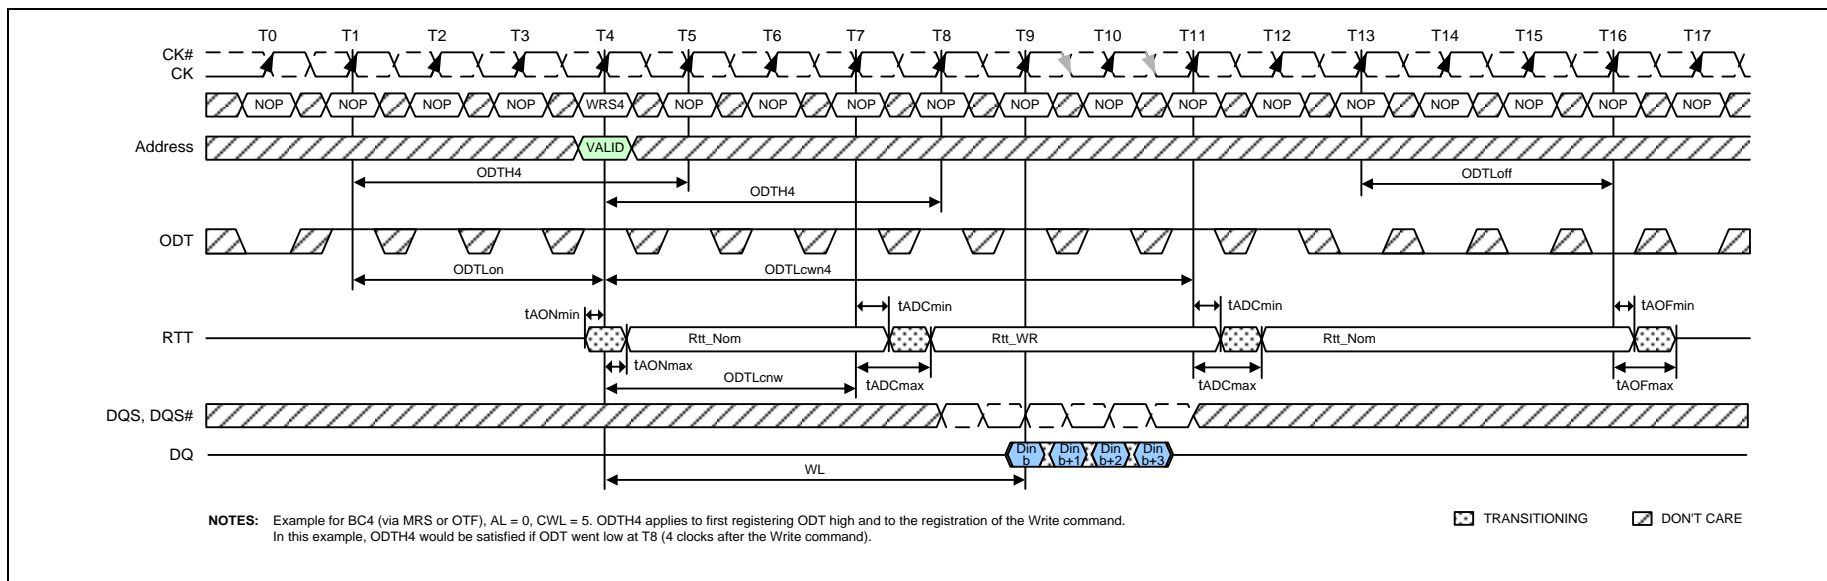 T0 T1 T2 T3 T4 T5 T6 T7 T8 T9 T10 T11 T12 T13 T14 T15 T16 T17
CK#
CK
NOP NOP NOP NOP WRS4 NOP NOP NOP NOP NOP NOP NOP NOP NOP NOP NOP NOP NOP
Address VALID
ODTH4 ODTLoff
ODTH4
ODT
ODTLon ODTLcwn4
tAONmin tADCmin tADCmin tAOFmin
RTT Rtt_Nom Rtt_WR Rtt_Nom
tAONmax tADCmax tADCmax tAOFmax
ODTLcnw
DQS, DQS#
DQ Din b Din b+1 Din b+2 Din b+3
WL
NOTES: Example for BC4 (via MRS or OTF), AL = 0, CWL = 5. ODTH4 applies to first registering ODT high and to the registration of the Write command.
In this example, ODTH4 would be satisfied if ODT went low at T8 (4 clocks after the Write command).
TRANSITIONING DON'T CARE